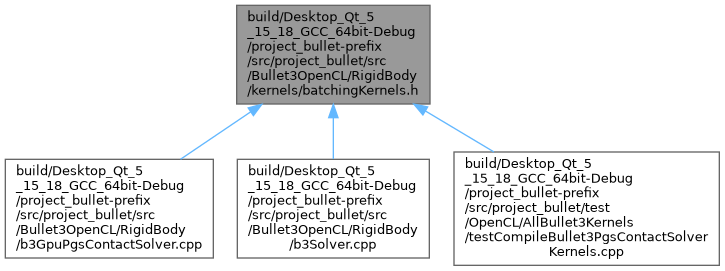 build/Desktop_Qt_5
_15_18_GCC_64bit-Debug
/project_bullet-prefix
/src/project_bullet/src
/Bullet3OpenCL/RigidBody
/kernels/batchingKernels.h
build/Desktop_Qt_5
_15_18_GCC_64bit-Debug
/project_bullet-prefix
/src/project_bullet/src
/Bullet3OpenCL/RigidBody
/b3GpuPgsContactSolver.cpp
build/Desktop_Qt_5
_15_18_GCC_64bit-Debug
/project_bullet-prefix
/src/project_bullet/src
/Bullet3OpenCL/RigidBody
/b3Solver.cpp
build/Desktop_Qt_5
_15_18_GCC_64bit-Debug
/project_bullet-prefix
/src/project_bullet/test
/OpenCL/AllBullet3Kernels
/testCompileBullet3PgsContactSolver
Kernels.cpp